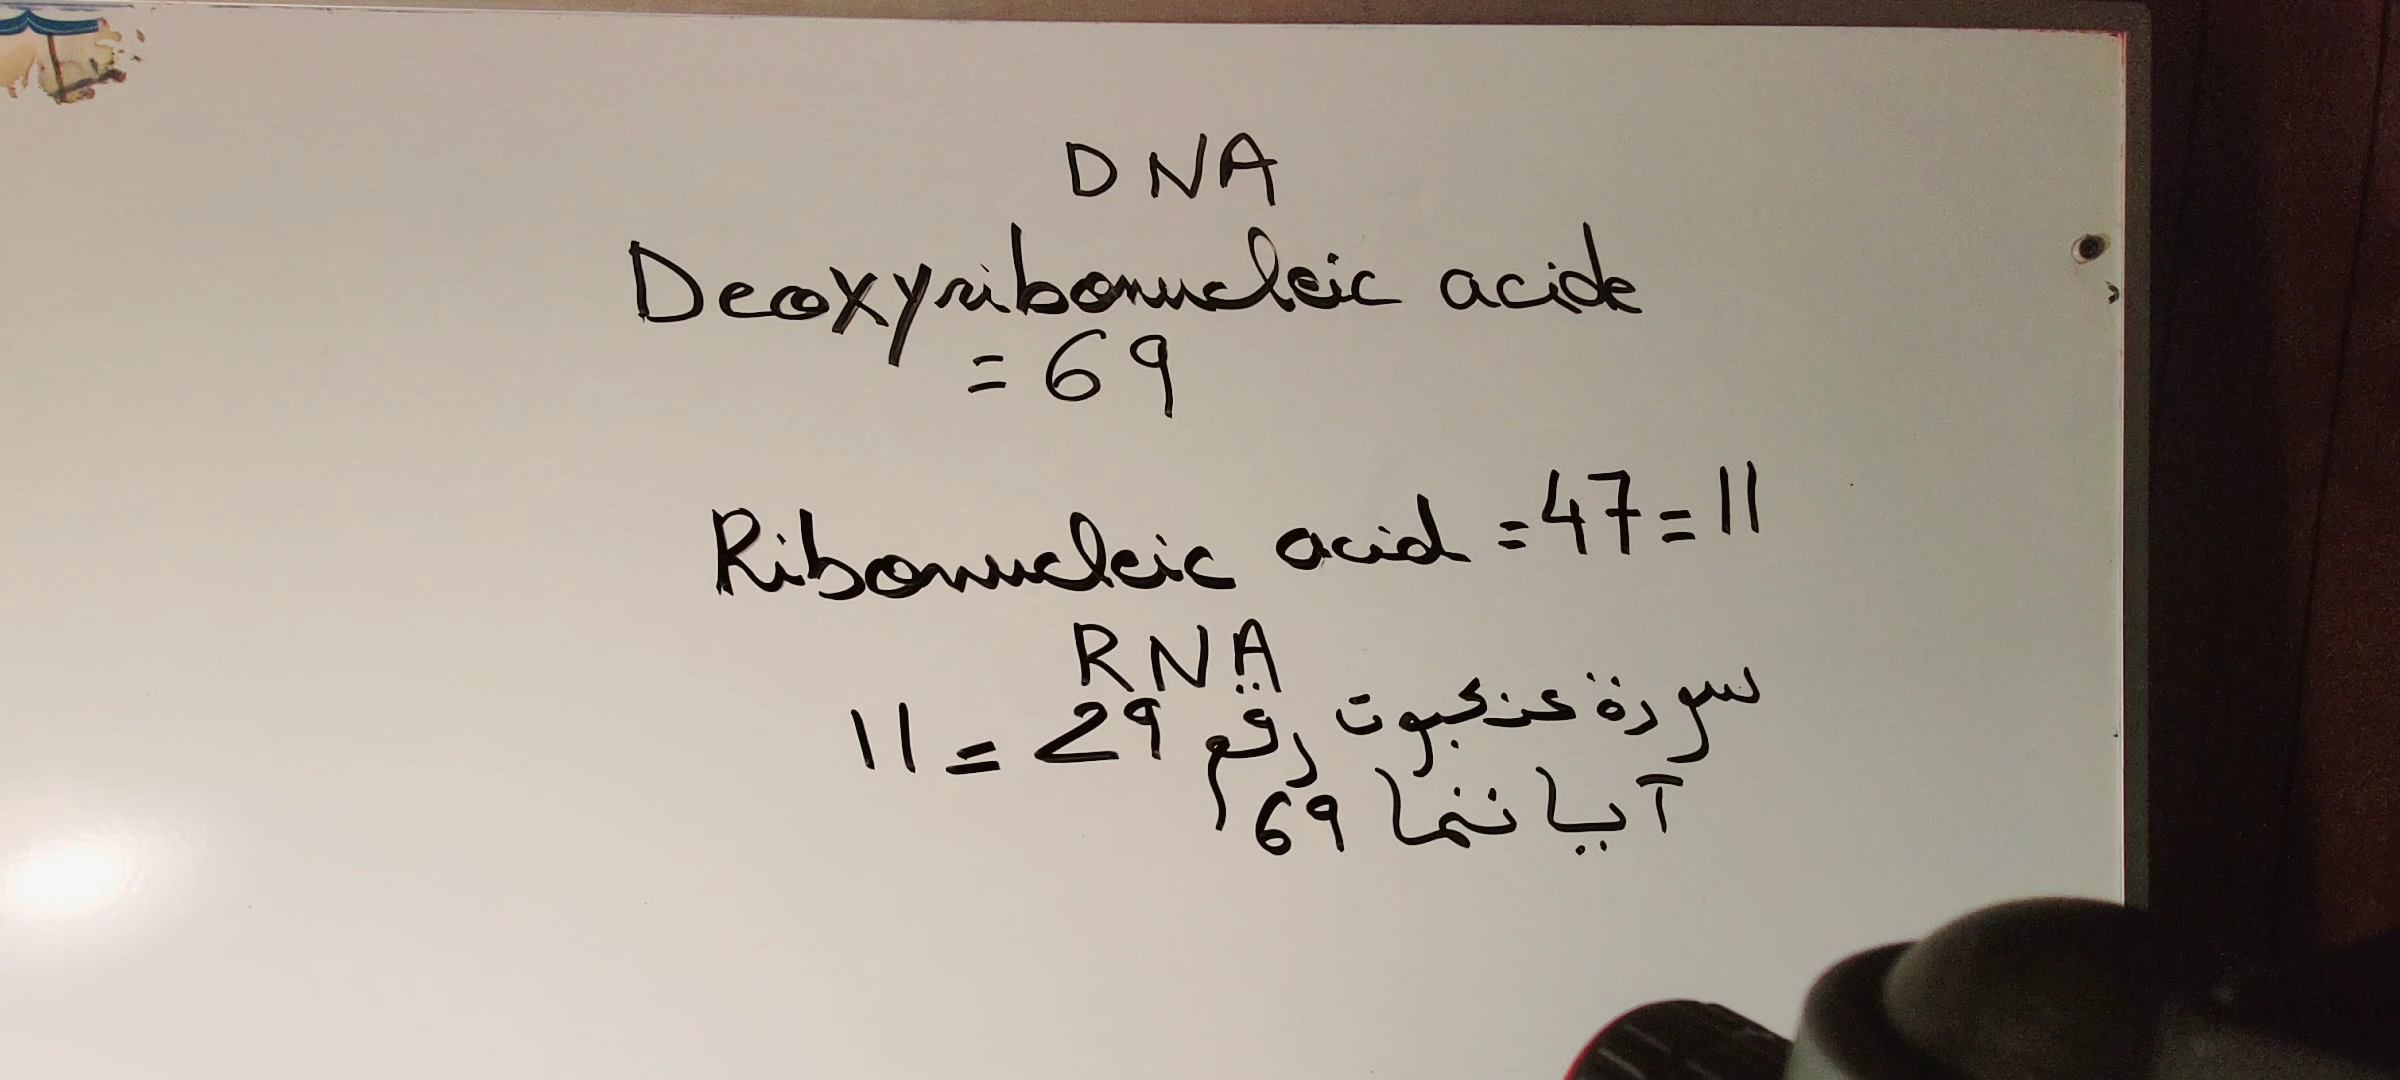 DNA
Deoxyribonucleic acide
= 69
Ribonucleic acid = 47 = 11
RNA
سورة عنكبوت رقم 29 = 11
آياتها 69